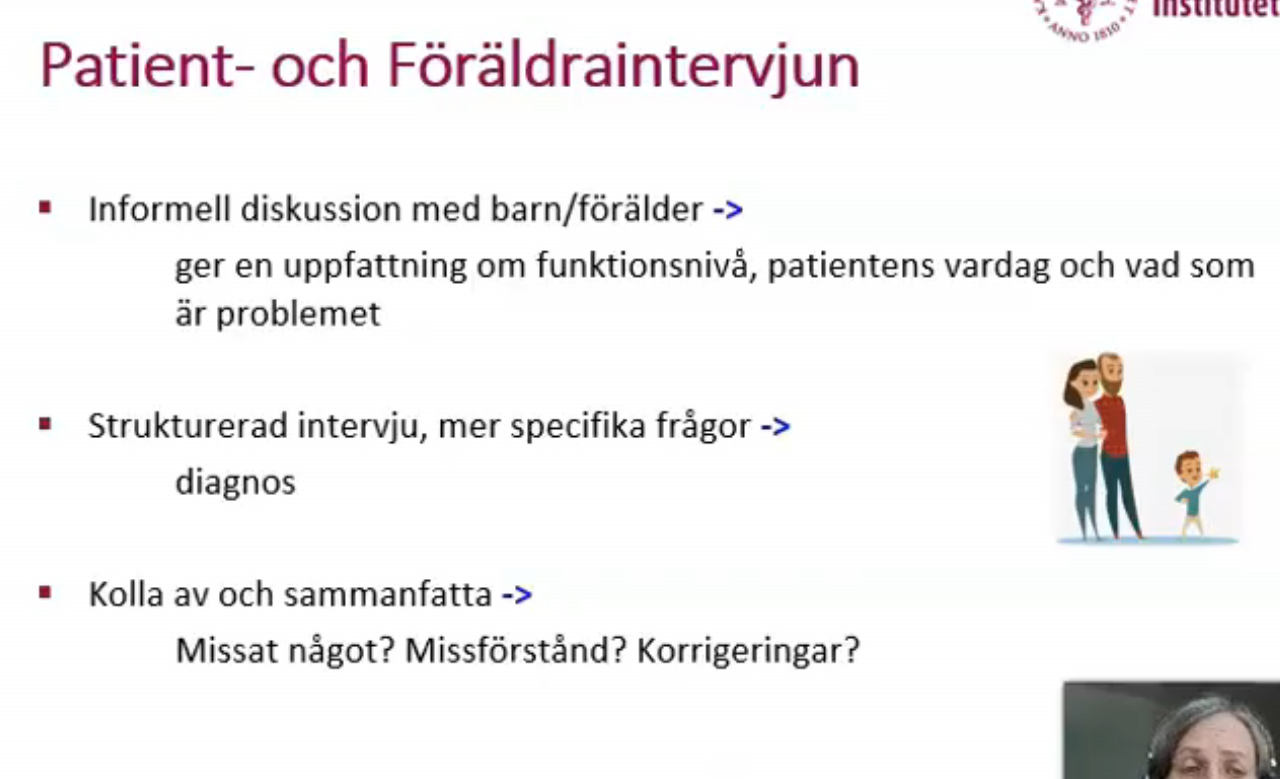 Institutet
ANNO 1810
Patient- och Föräldraintervjun
▪ Informell diskussion med barn/förälder ->
ger en uppfattning om funktionsnivå, patientens vardag och vad som
är problemet
▪ Strukturerad intervju, mer specifika frågor ->
diagnos
▪ Kolla av och sammanfatta ->
Missat något? Missförstånd? Korrigeringar?